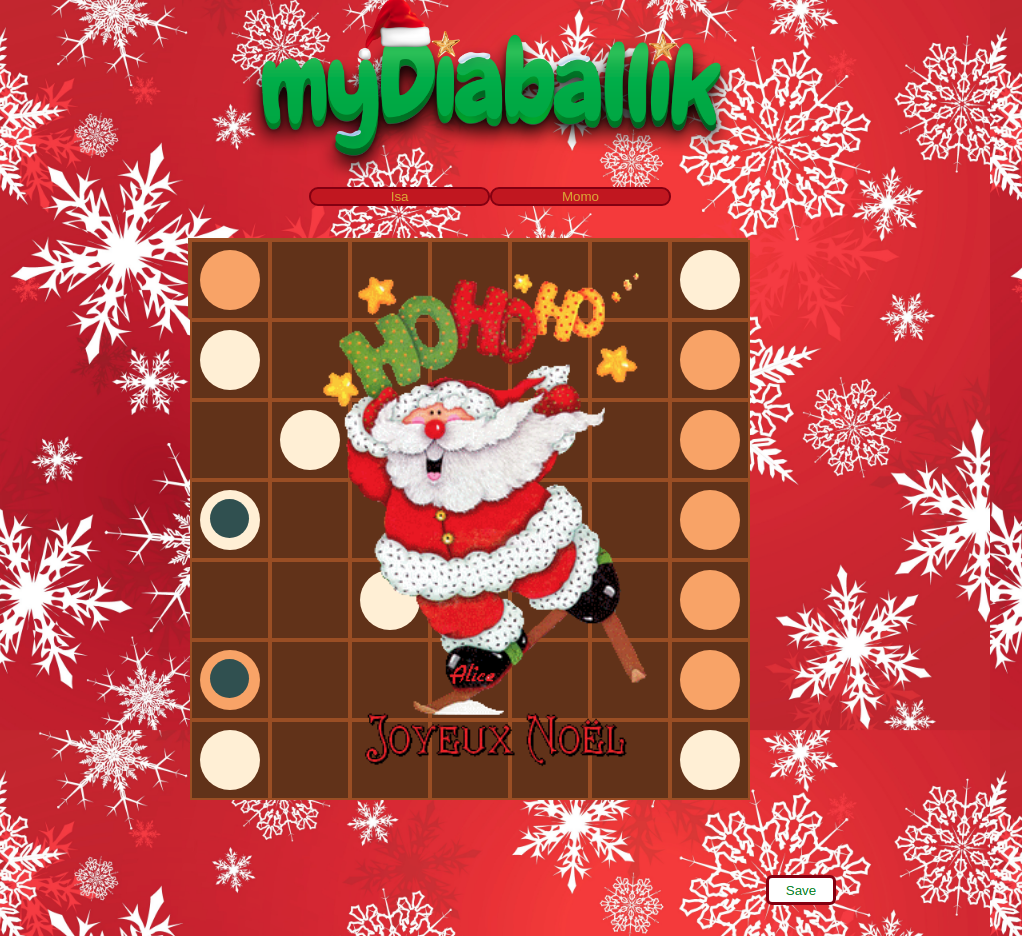 myDiaballik
Isa
Momo
HO HO HO
Alice
Joyeux Noël
Save